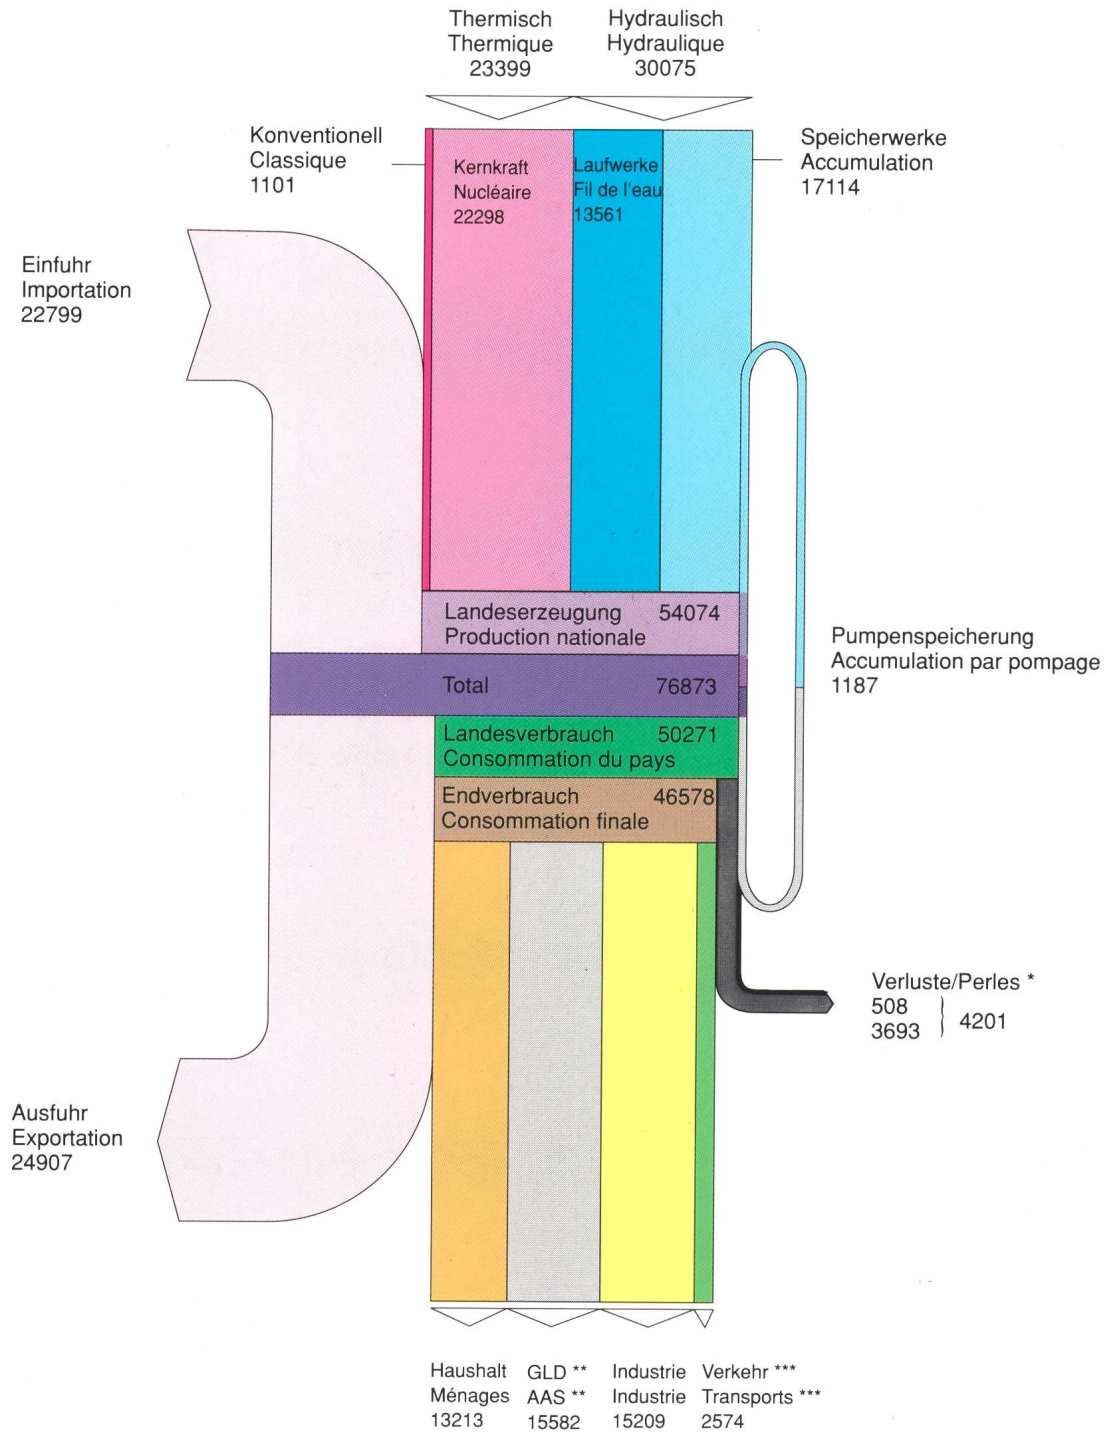 Thermisch
Thermique
23399
Hydraulisch
Hydraulique
30075
Konventionell
Classique
1101
Kernkraft
Nucléaire
22298
Laufwerke
Fil de l'eau
13561
Speicherwerke
Accumulation
17114
Einfuhr
Importation
22799
Landeserzeugung 54074
Production nationale
Total 76873
Pumpenspeicherung
Accumulation par pompage
1187
Landesverbrauch 50271
Consommation du pays
Endverbrauch 46578
Consommation finale
Verluste/Perles *
508
3693
4201
Ausfuhr
Exportation
24907
Haushalt
Ménages
13213
GLD **
AAS **
15582
Industrie
Industrie
15209
Verkehr ***
Transports ***
2574